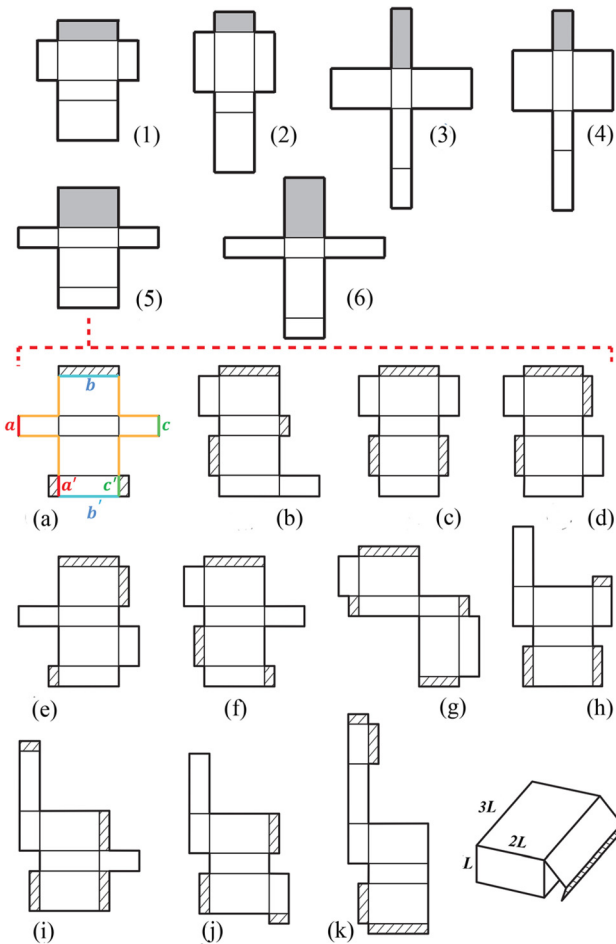 (1) (2) (3) (4)
(5) (6)
a b c
a' c'
b'
(a) (b) (c) (d)
(e) (f) (g) (h)
3L
2L
L
(i) (j) (k)